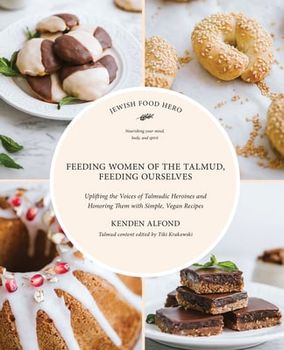 JEWISH FOOD HERO
Nourishing your mind,
body, and spirit
FEEDING WOMEN OF THE TALMUD,
FEEDING OURSELVES
Uplifting the Voices of Talmudic Heroines and
Honoring Them with Simple, Vegan Recipes
KENDEN ALFOND
Talmud content edited by Tiki Krakowski